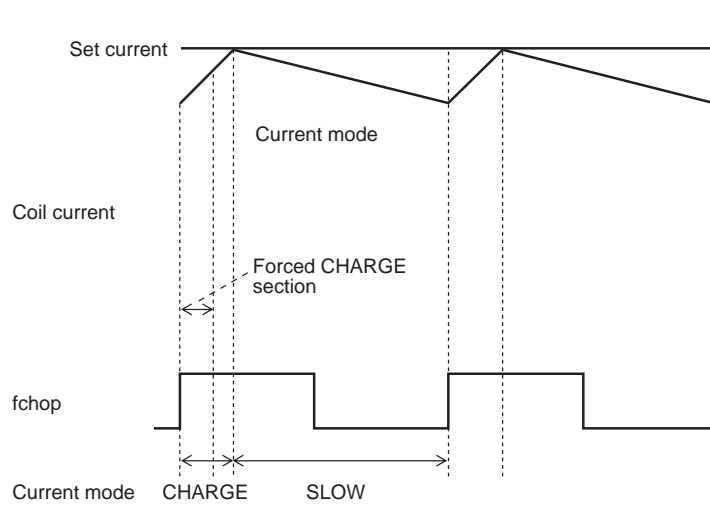 Set current
Current mode
Coil current
Forced CHARGE
section
fchop
Current mode CHARGE SLOW